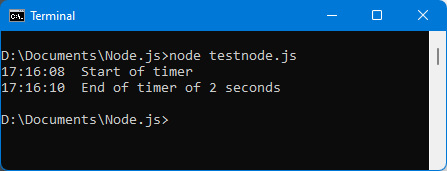 Terminal
D:\Documents\Node.js>node testnode.js
17:16:08  Start of timer
17:16:10  End of timer of 2 seconds
D:\Documents\Node.js>